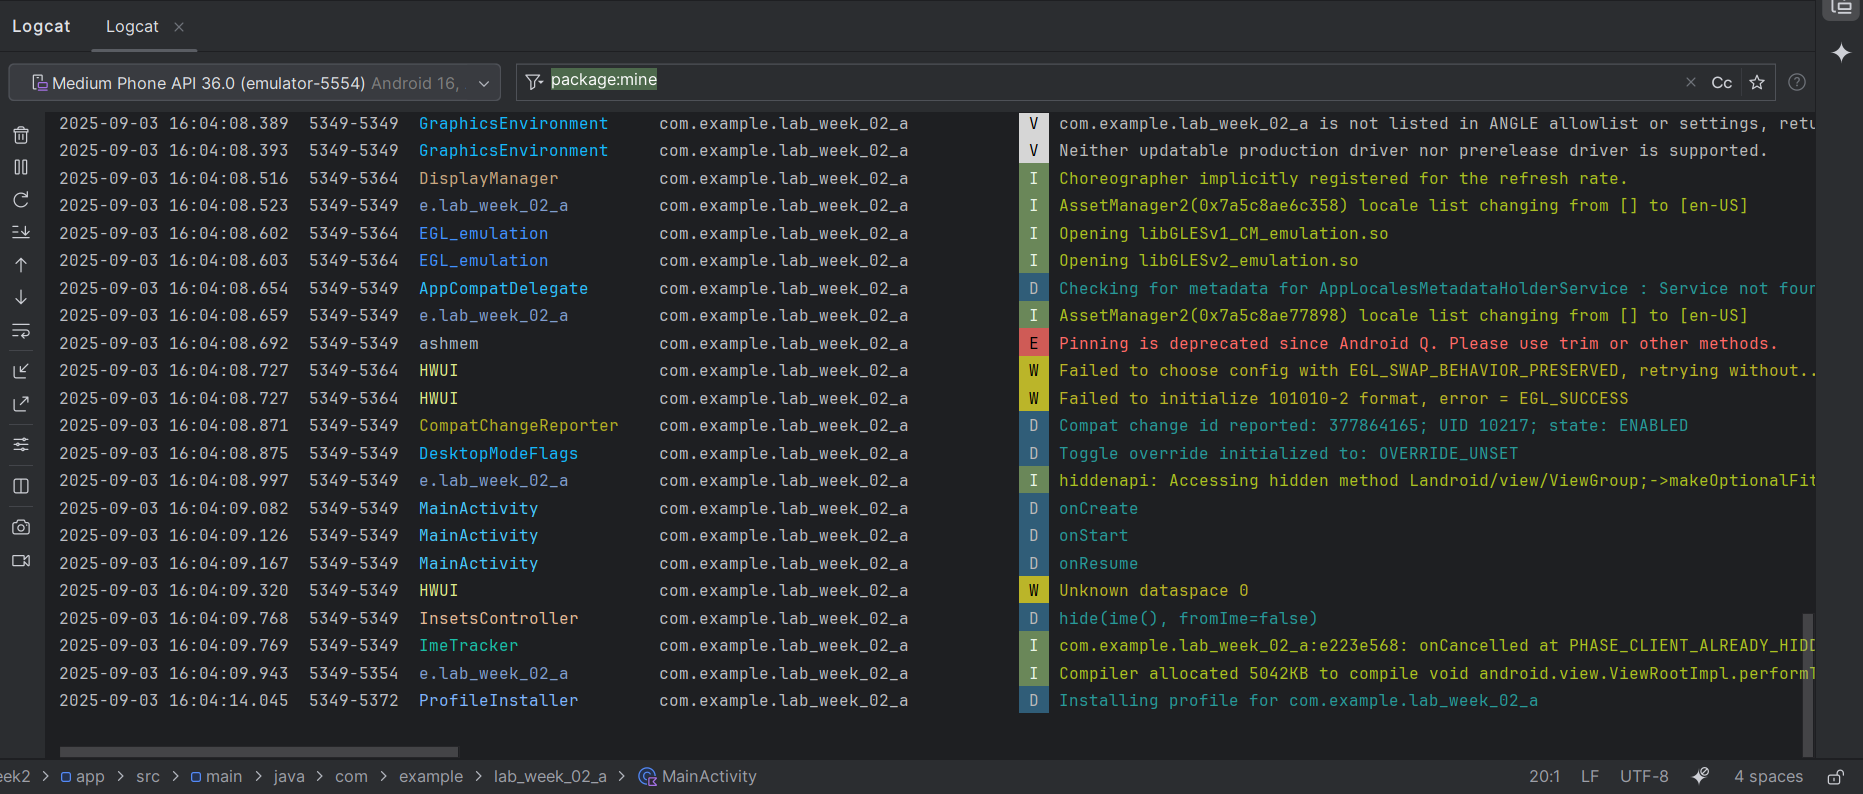 Logcat Logcat
Medium Phone API 36.0 (emulator-5554) Android 16, package:mine Cc
2025-09-03 16:04:08.389 5349-5349 GraphicsEnvironment com.example.lab_week_02_a V com.example.lab_week_02_a is not listed in ANGLE allowlist or settings, retu
2025-09-03 16:04:08.393 5349-5349 GraphicsEnvironment com.example.lab_week_02_a V Neither updatable production driver nor prerelease driver is supported.
2025-09-03 16:04:08.516 5349-5364 DisplayManager com.example.lab_week_02_a I Choreographer implicitly registered for the refresh rate.
2025-09-03 16:04:08.523 5349-5349 e.lab_week_02_a com.example.lab_week_02_a I AssetManager2(0x7a5c8ae6c358) locale list changing from [] to [en-US]
2025-09-03 16:04:08.602 5349-5364 EGL_emulation com.example.lab_week_02_a I Opening libGLESv1_CM_emulation.so
2025-09-03 16:04:08.603 5349-5364 EGL_emulation com.example.lab_week_02_a I Opening libGLESv2_emulation.so
2025-09-03 16:04:08.654 5349-5349 AppCompatDelegate com.example.lab_week_02_a D Checking for metadata for AppLocalesMetadataHolderService : Service not four
2025-09-03 16:04:08.659 5349-5349 e.lab_week_02_a com.example.lab_week_02_a I AssetManager2(0x7a5c8ae77898) locale list changing from [] to [en-US]
2025-09-03 16:04:08.692 5349-5349 ashmem com.example.lab_week_02_a E Pinning is deprecated since Android Q. Please use trim or other methods.
2025-09-03 16:04:08.727 5349-5364 HWUI com.example.lab_week_02_a W Failed to choose config with EGL_SWAP_BEHAVIOR_PRESERVED, retrying without..
2025-09-03 16:04:08.727 5349-5364 HWUI com.example.lab_week_02_a W Failed to initialize 101010-2 format, error = EGL_SUCCESS
2025-09-03 16:04:08.871 5349-5349 CompatChangeReporter com.example.lab_week_02_a D Compat change id reported: 377864165; UID 10217; state: ENABLED
2025-09-03 16:04:08.875 5349-5349 DesktopModeFlags com.example.lab_week_02_a D Toggle override initialized to: OVERRIDE_UNSET
2025-09-03 16:04:08.997 5349-5349 e.lab_week_02_a com.example.lab_week_02_a I hiddenapi: Accessing hidden method Landroid/view/ViewGroup;->makeOptionalFit
2025-09-03 16:04:09.082 5349-5349 MainActivity com.example.lab_week_02_a D onCreate
2025-09-03 16:04:09.126 5349-5349 MainActivity com.example.lab_week_02_a D onStart
2025-09-03 16:04:09.167 5349-5349 MainActivity com.example.lab_week_02_a D onResume
2025-09-03 16:04:09.320 5349-5349 HWUI com.example.lab_week_02_a W Unknown dataspace 0
2025-09-03 16:04:09.768 5349-5349 InsetsController com.example.lab_week_02_a D hide(ime(), fromIme=false)
2025-09-03 16:04:09.769 5349-5349 ImeTracker com.example.lab_week_02_a I com.example.lab_week_02_a:e223e568: onCancelled at PHASE_CLIENT_ALREADY_HIDD
2025-09-03 16:04:09.943 5349-5354 e.lab_week_02_a com.example.lab_week_02_a I Compiler allocated 5042KB to compile void android.view.ViewRootImpl.performT
2025-09-03 16:04:14.045 5349-5372 ProfileInstaller com.example.lab_week_02_a D Installing profile for com.example.lab_week_02_a
eek2 > app > src > main > java > com > example > lab_week_02_a > MainActivity 20:1 LF UTF-8 4 spaces